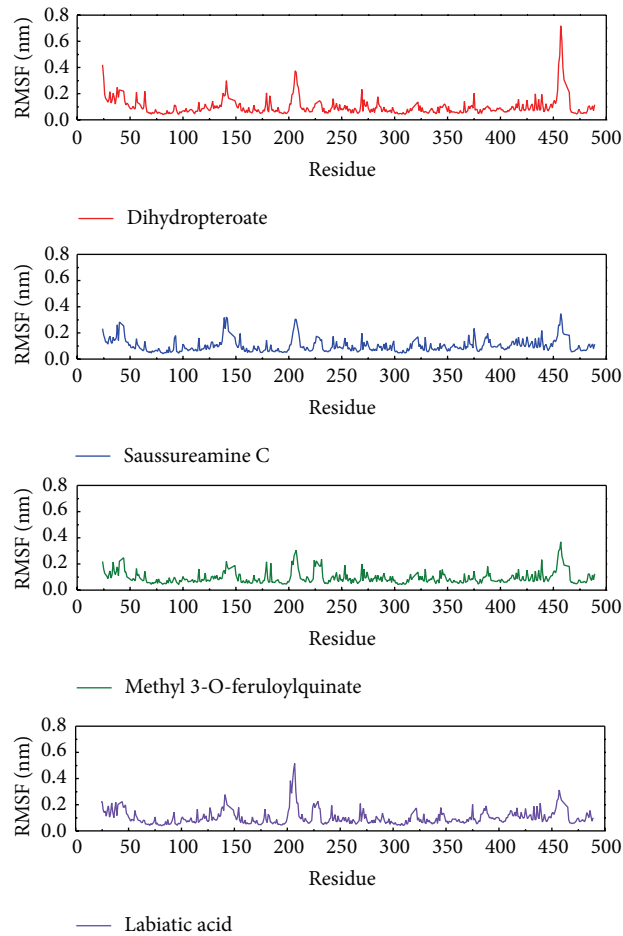 RMSF (nm)
0.8
0.6
0.4
0.2
0.0
0 50 100 150 200 250 300 350 400 450 500
Residue
Dihydropteroate
RMSF (nm)
0.8
0.6
0.4
0.2
0.0
0 50 100 150 200 250 300 350 400 450 500
Residue
Saussureamine C
RMSF (nm)
0.8
0.6
0.4
0.2
0.0
0 50 100 150 200 250 300 350 400 450 500
Residue
Methyl 3-O-feruloylquinate
RMSF (nm)
0.8
0.6
0.4
0.2
0.0
0 50 100 150 200 250 300 350 400 450 500
Residue
Labiatic acid